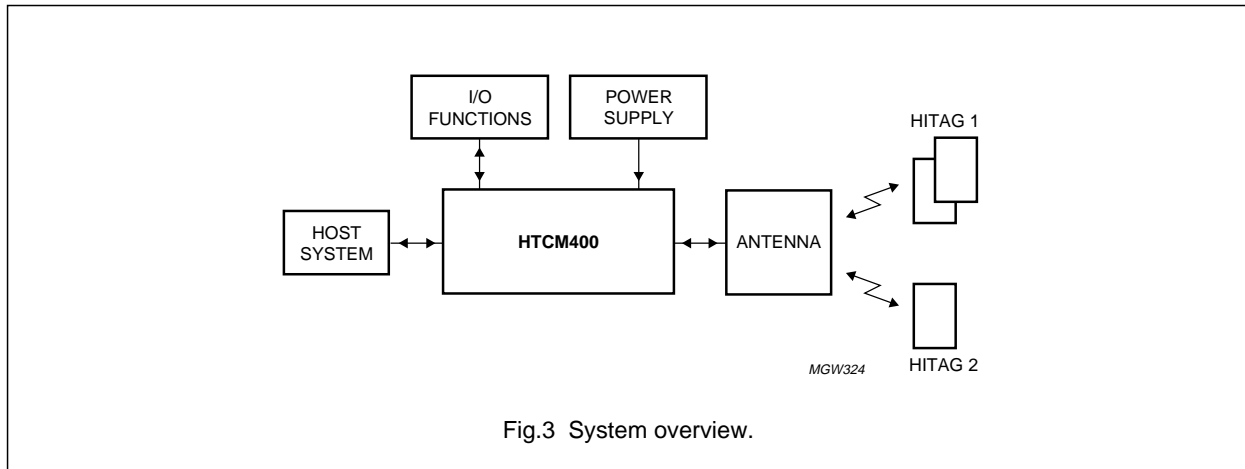 I/O
FUNCTIONS
POWER
SUPPLY
HITAG 1
HOST
SYSTEM
HTCM400
ANTENNA
HITAG 2
MGW324
Fig.3 System overview.